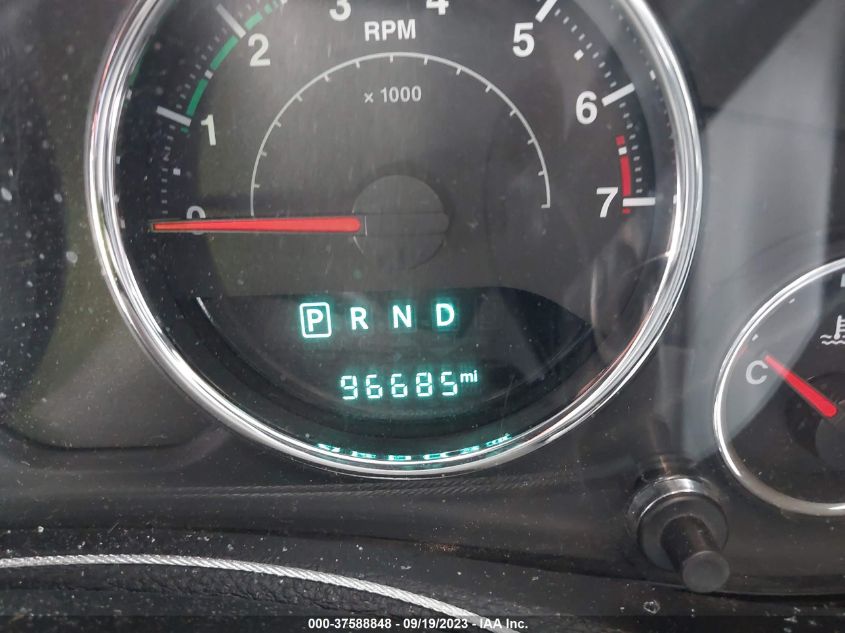 3 4
RPM
2 5
x 1000
1 6
0 7
P R N D
96685 mi
C
000-37588848 - 09/19/2023 - IAA Inc.